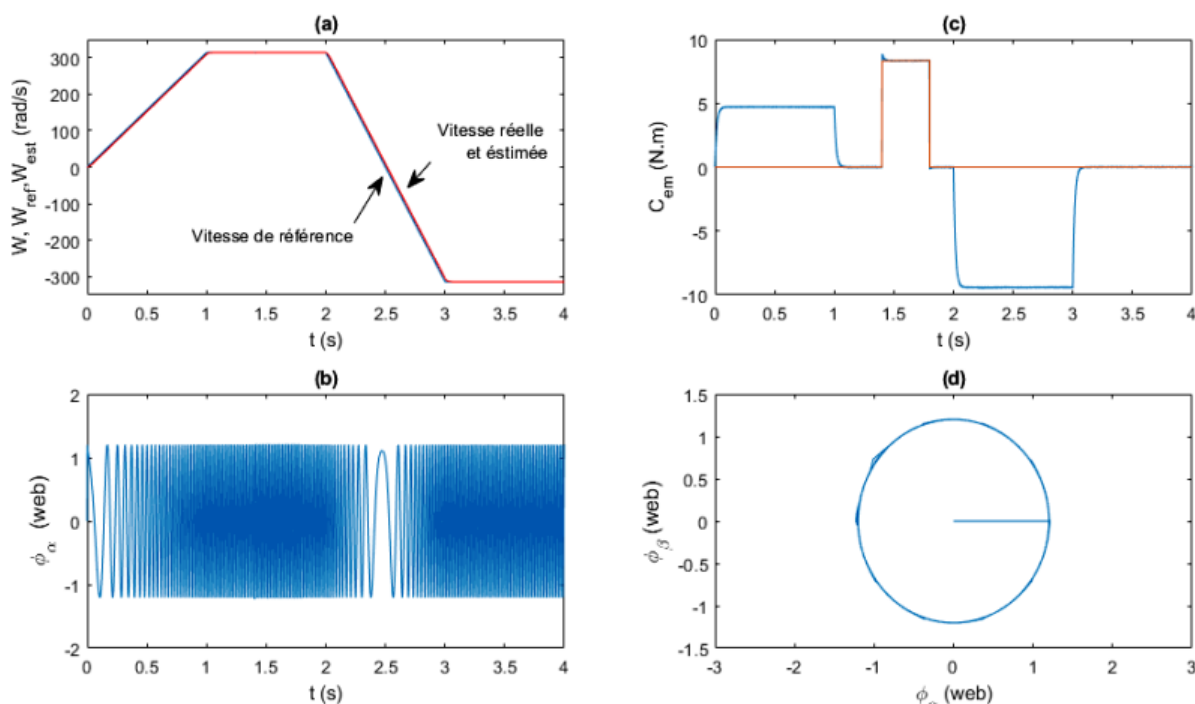 (a)
W, W_ref, W_est (rad/s)
300
200
100
0
-100
-200
-300
Vitesse réelle
et éstimée
Vitesse de référence
0 0.5 1 1.5 2 2.5 3 3.5 4
t (s)
(c)
C_em (N.m)
10
5
0
-5
-10
0 0.5 1 1.5 2 2.5 3 3.5 4
t (s)
(b)
ϕ_α (web)
2
1
0
-1
-2
0 0.5 1 1.5 2 2.5 3 3.5 4
t (s)
(d)
ϕ_β (web)
1.5
1
0.5
0
-0.5
-1
-1.5
-3 -2 -1 0 1 2 3
ϕ (web)